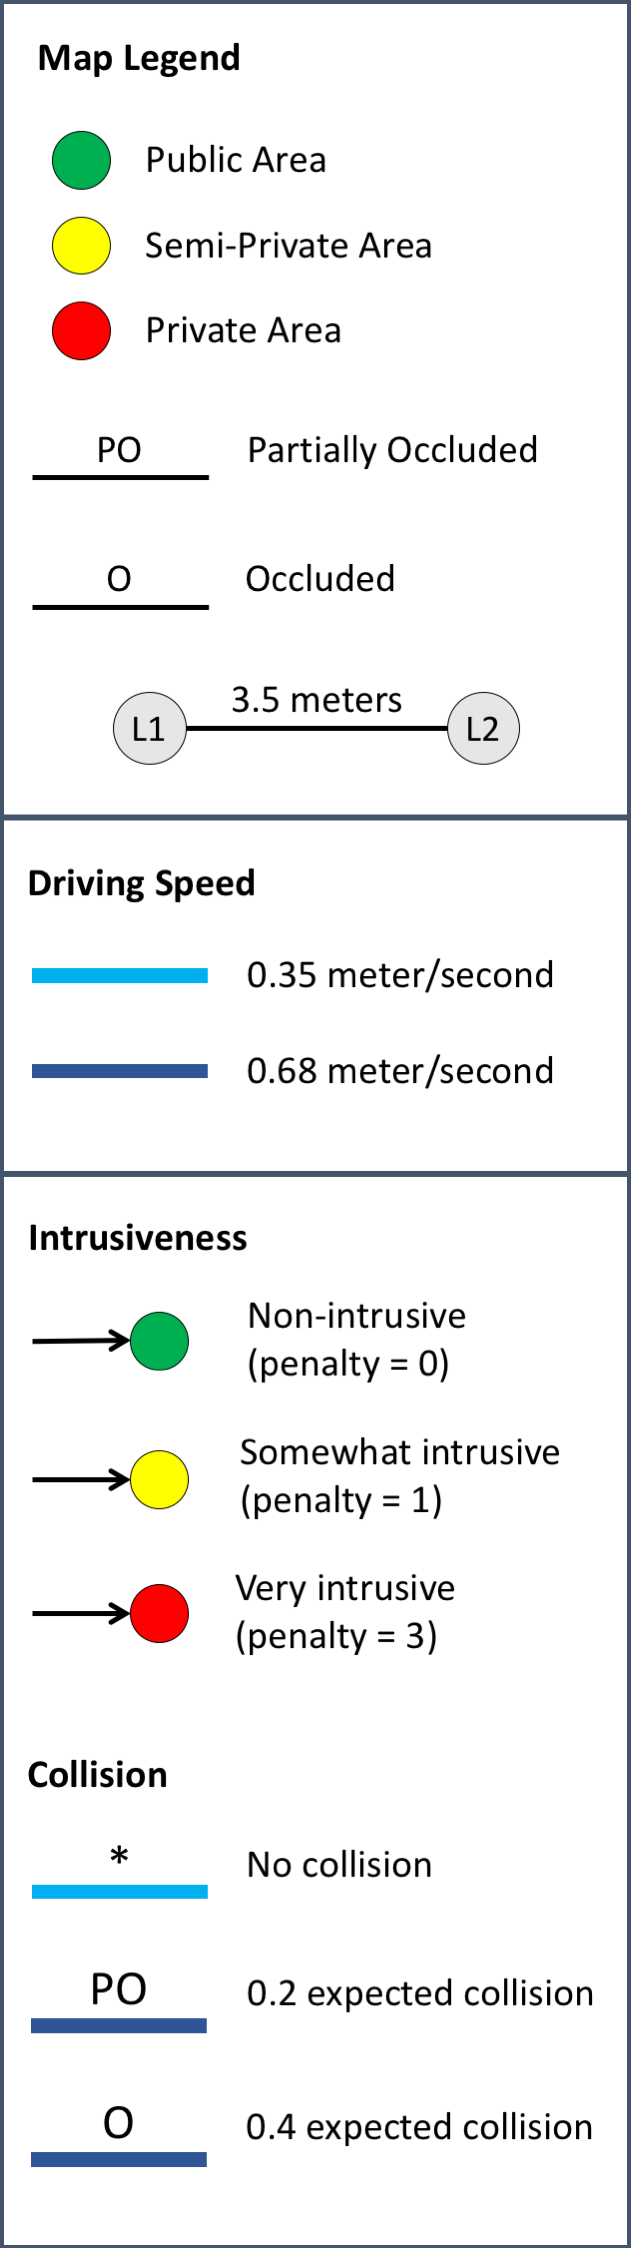 Map Legend
Public Area
Semi-Private Area
Private Area
PO Partially Occluded
O Occluded
3.5 meters
L1 L2
Driving Speed
0.35 meter/second
0.68 meter/second
Intrusiveness
Non-intrusive
(penalty = 0)
Somewhat intrusive
(penalty = 1)
Very intrusive
(penalty = 3)
Collision
* No collision
PO 0.2 expected collision
O 0.4 expected collision